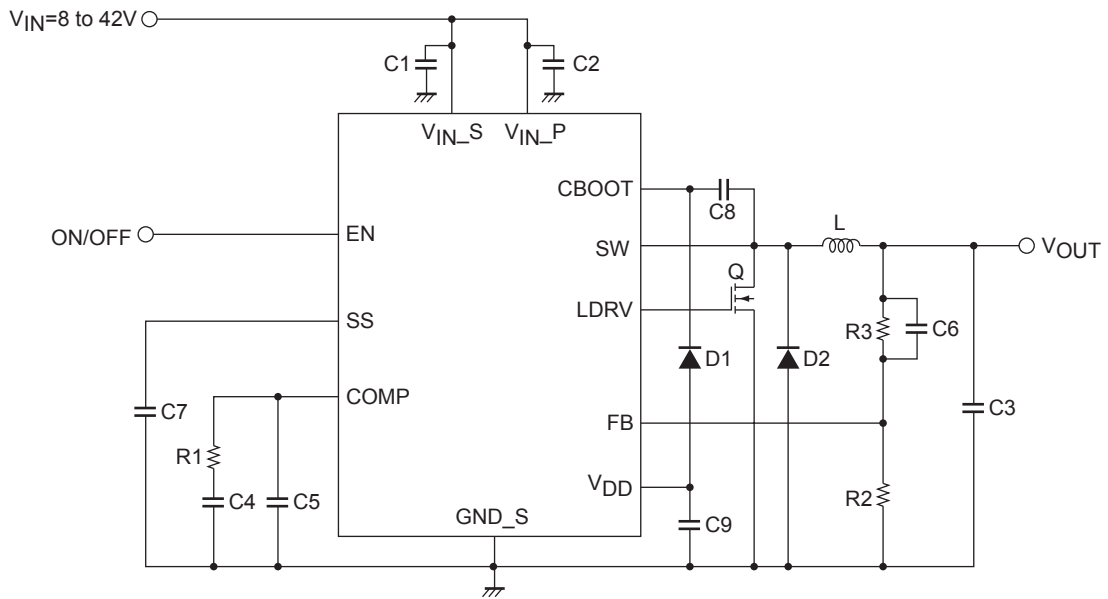 VIN=8 to 42V
C1
C2
VIN_S
VIN_P
CBOOT
C8
L
ON/OFF
EN
SW
VOUT
Q
LDRV
SS
R3
C6
D1
D2
COMP
C7
C3
FB
R1
VDD
R2
C4
C5
GND_S
C9